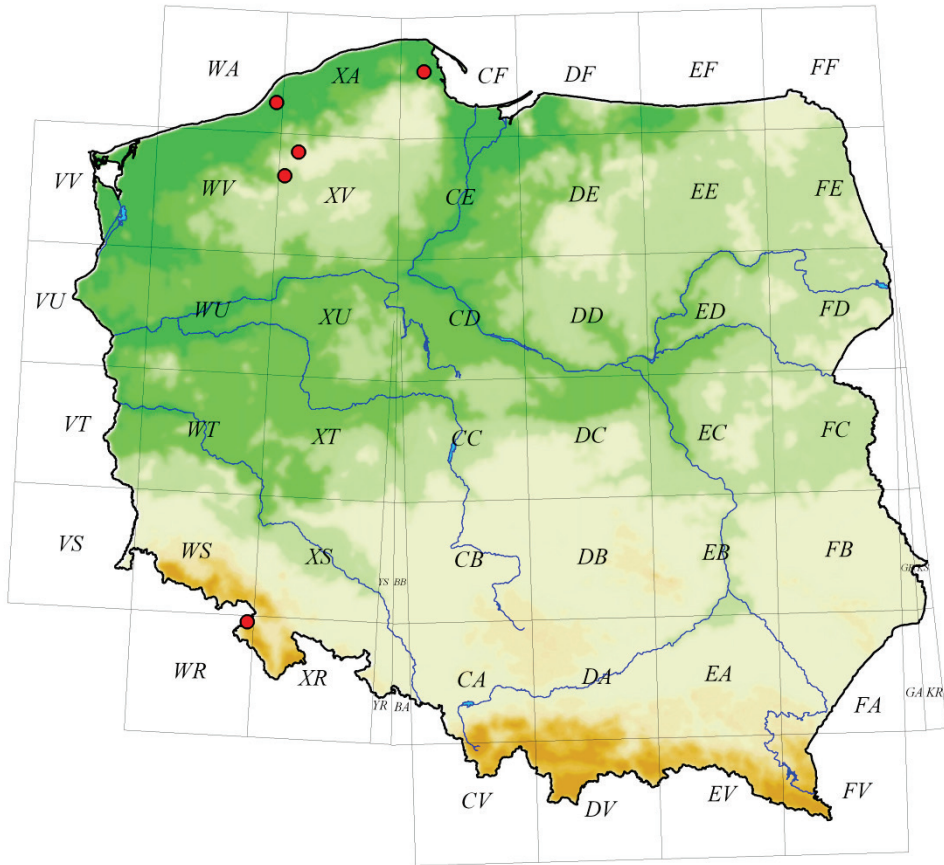 WA XA CF DF EF FF
VV WV XV CE DE EE FE
VU WU XU CD DD ED FD
VT WT XT CC DC EC FC
VS WS XS YS BB CB DB EB FB
WR XR YR BA CA DA EA FA GA KR
CV DV EV FV